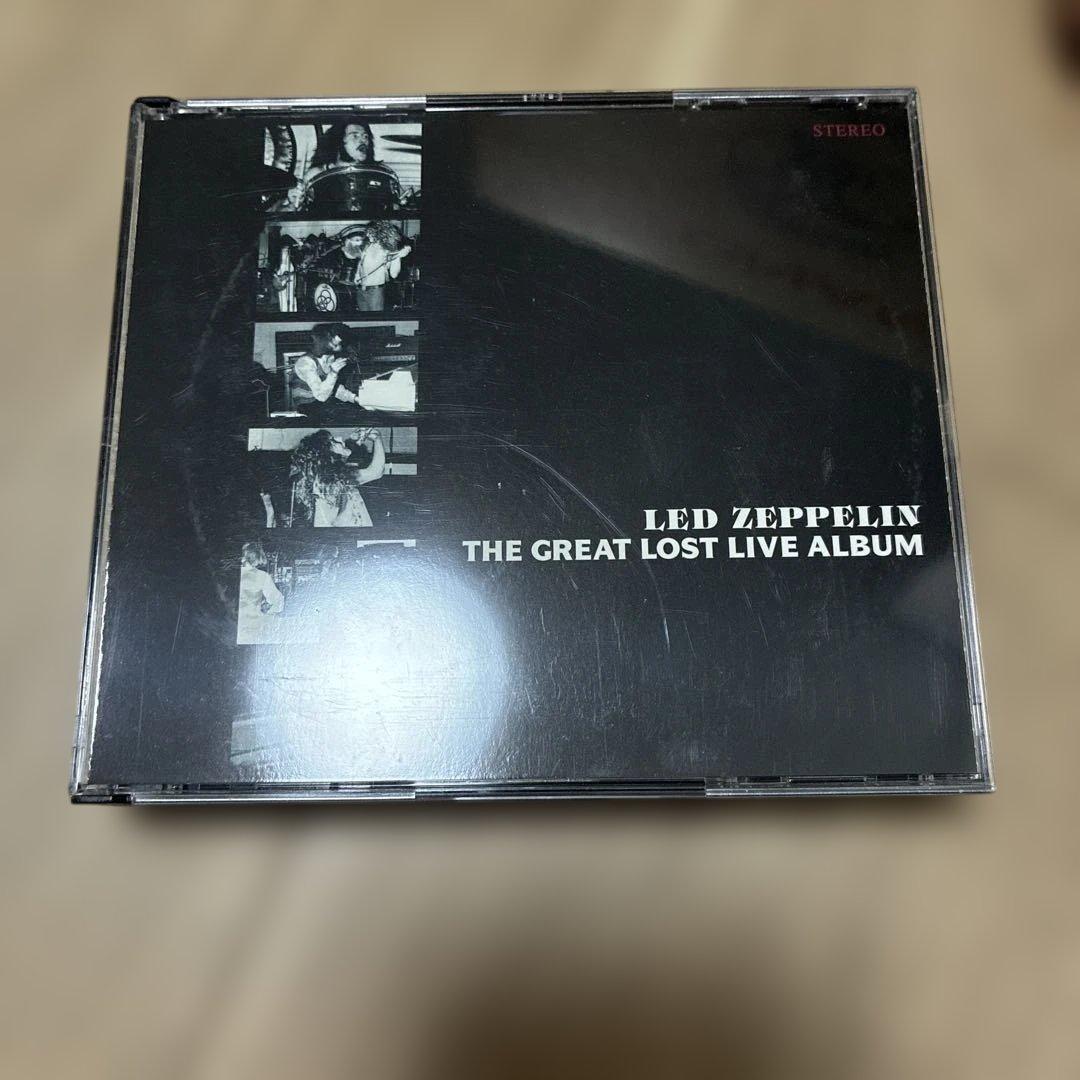 STEREO
LED ZEPPELIN
THE GREAT LOST LIVE ALBUM